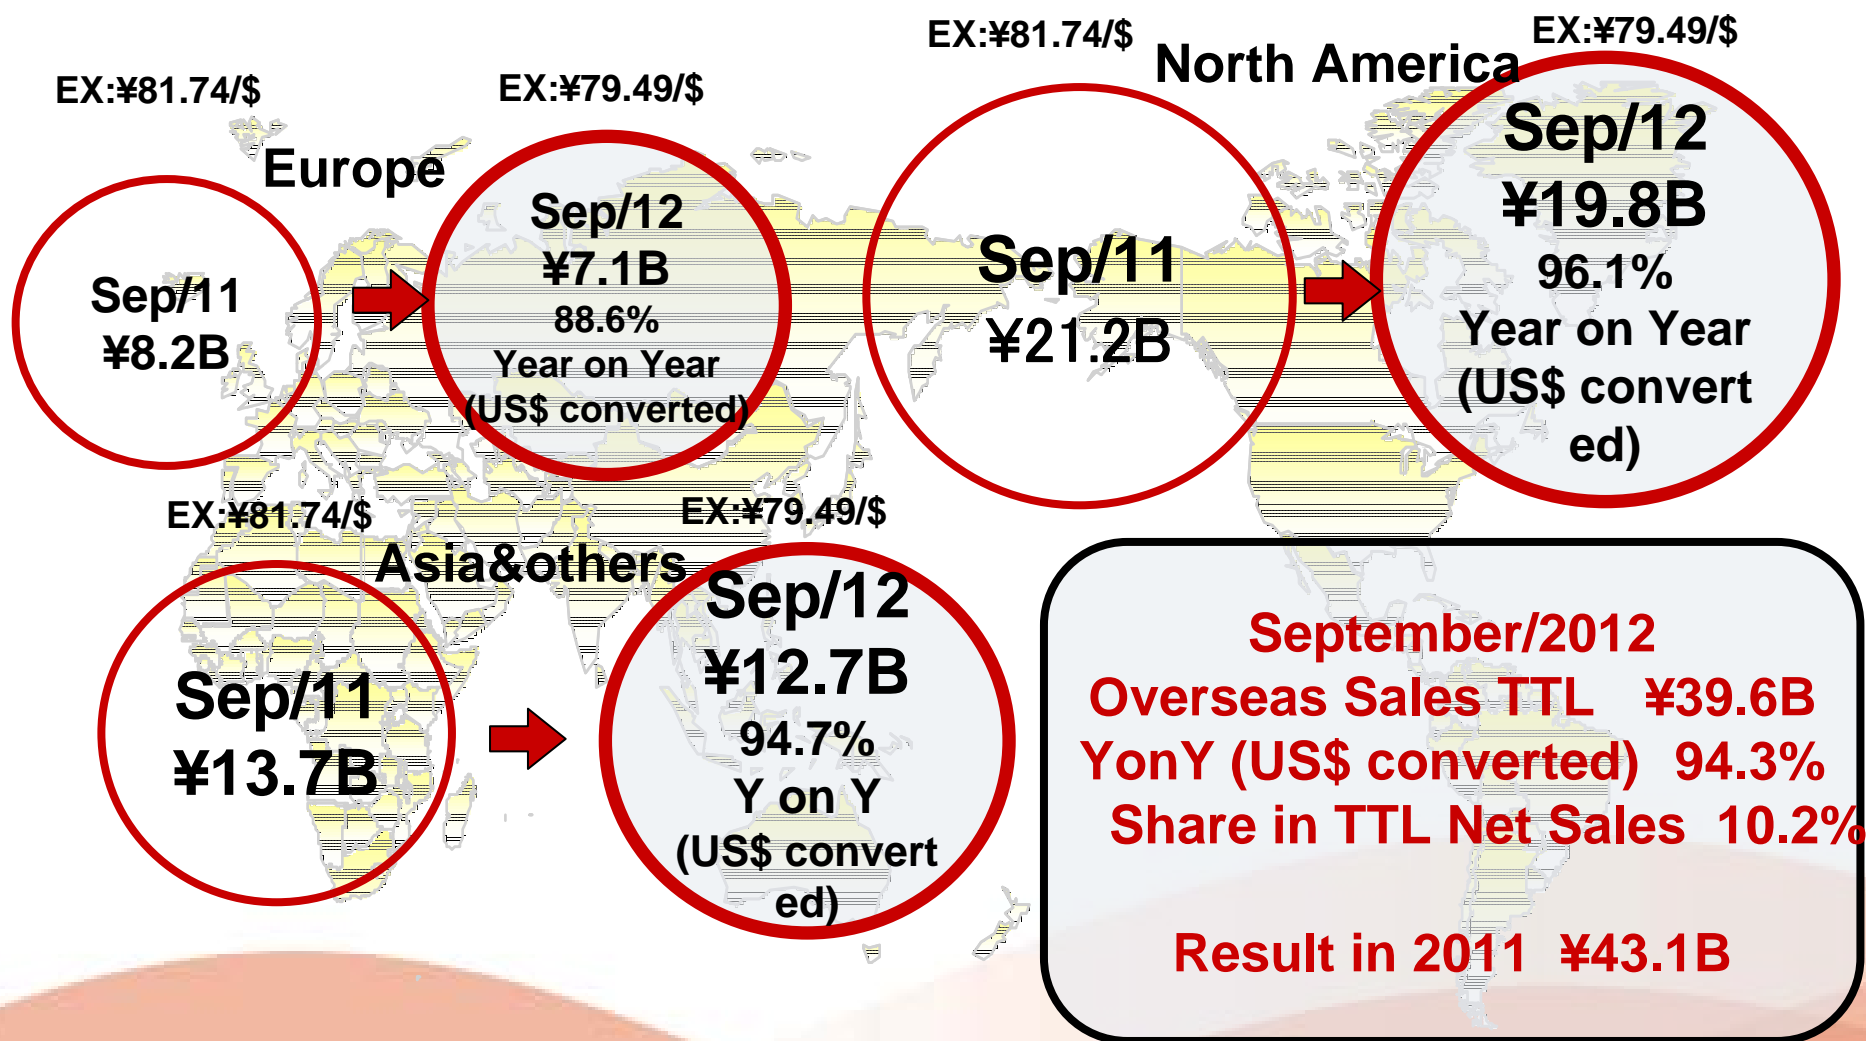 EX:¥81.74/$
EX:¥79.49/$
Europe
Sep/11
¥8.2B
Sep/12
¥7.1B
88.6%
Year on Year
(US$ converted)
EX:¥81.74/$
North America
EX:¥79.49/$
Sep/11
¥21.2B
Sep/12
¥19.8B
96.1%
Year on Year
(US$ convert
ed)
EX:¥81.74/$
EX:¥79.49/$
Asia&others
Sep/11
¥13.7B
Sep/12
¥12.7B
94.7%
Y on Y
(US$ convert
ed)
September/2012
Overseas Sales TTL ¥39.6B
YonY (US$ converted) 94.3%
Share in TTL Net Sales 10.2%
Result in 2011 ¥43.1B